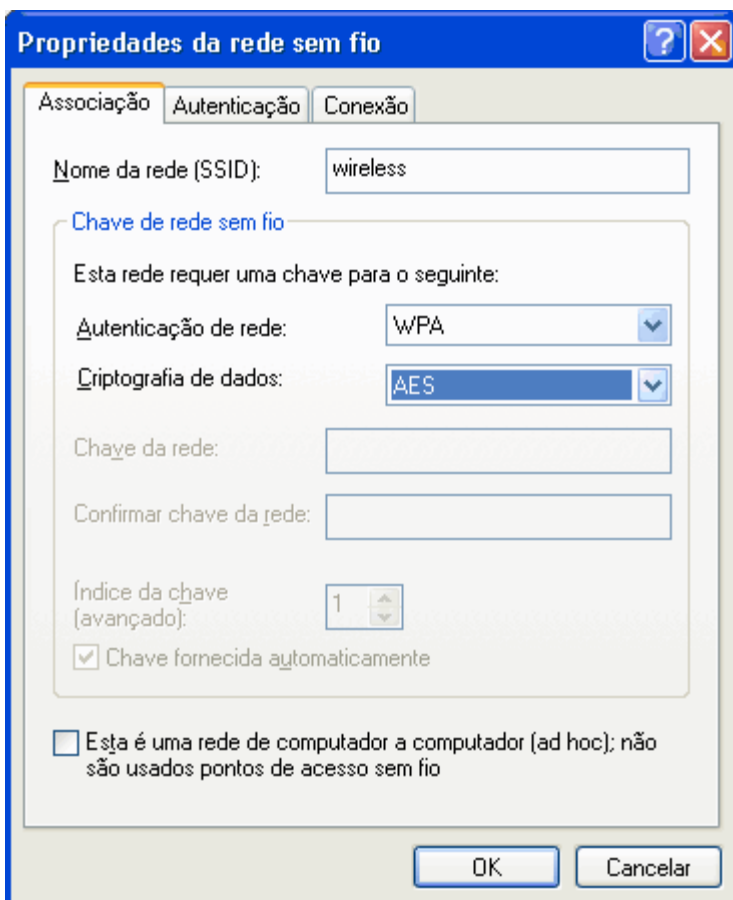 Propriedades da rede sem fio
Associação Autenticação Conexão
Nome da rede (SSID): wireless
Chave de rede sem fio
Esta rede requer uma chave para o seguinte:
Autenticação de rede: WPA
Criptografia de dados: AES
Chave da rede:
Confirmar chave da rede:
Índice da chave
(avançado): 1
Chave fornecida automaticamente
Esta é uma rede de computador a computador (ad hoc); não
são usados pontos de acesso sem fio
OK Cancelar